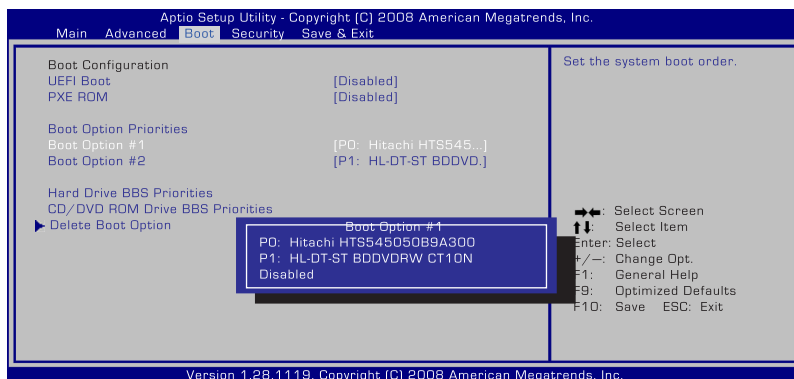 Aptio Setup Utility - Copyright (C) 2008 American Megatrends, Inc.
Main Advanced Boot Security Save & Exit
Boot Configuration
UEFI Boot [Disabled]
PXE ROM [Disabled]
Boot Option Priorities
Boot Option #1 [P0: Hitachi HTS545...]
Boot Option #2 [P1: HL-DT-ST BDDVD.]
Hard Drive BBS Priorities
CD/DVD ROM Drive BBS Priorities
Delete Boot Option
Boot Option #1
P0: Hitachi HTS545050B9A300
P1: HL-DT-ST BDDVDRW CT10N
Disabled
Set the system boot order.
→←: Select Screen
↑↓: Select Item
Enter: Select
+/—: Change Opt.
F1: General Help
F9: Optimized Defaults
F10: Save ESC: Exit
Version 1.28.1119. Copyright (C) 2008 American Megatrends, Inc.